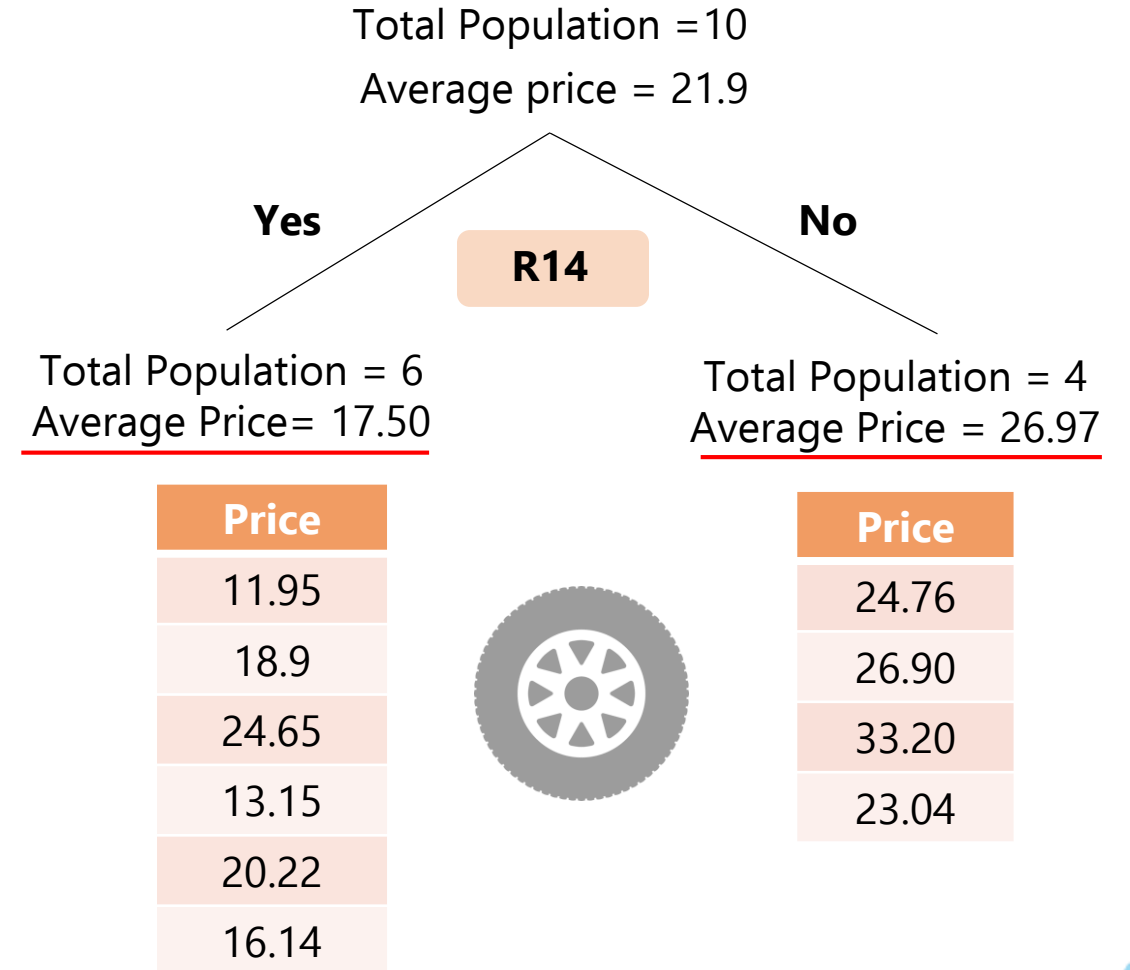 Total Population =10
Average price = 21.9
Yes
No
R14
Total Population = 6
Average Price= 17.50
Total Population = 4
Average Price = 26.97
Price
11.95
18.9
24.65
13.15
20.22
16.14
Price
24.76
26.90
33.20
23.04